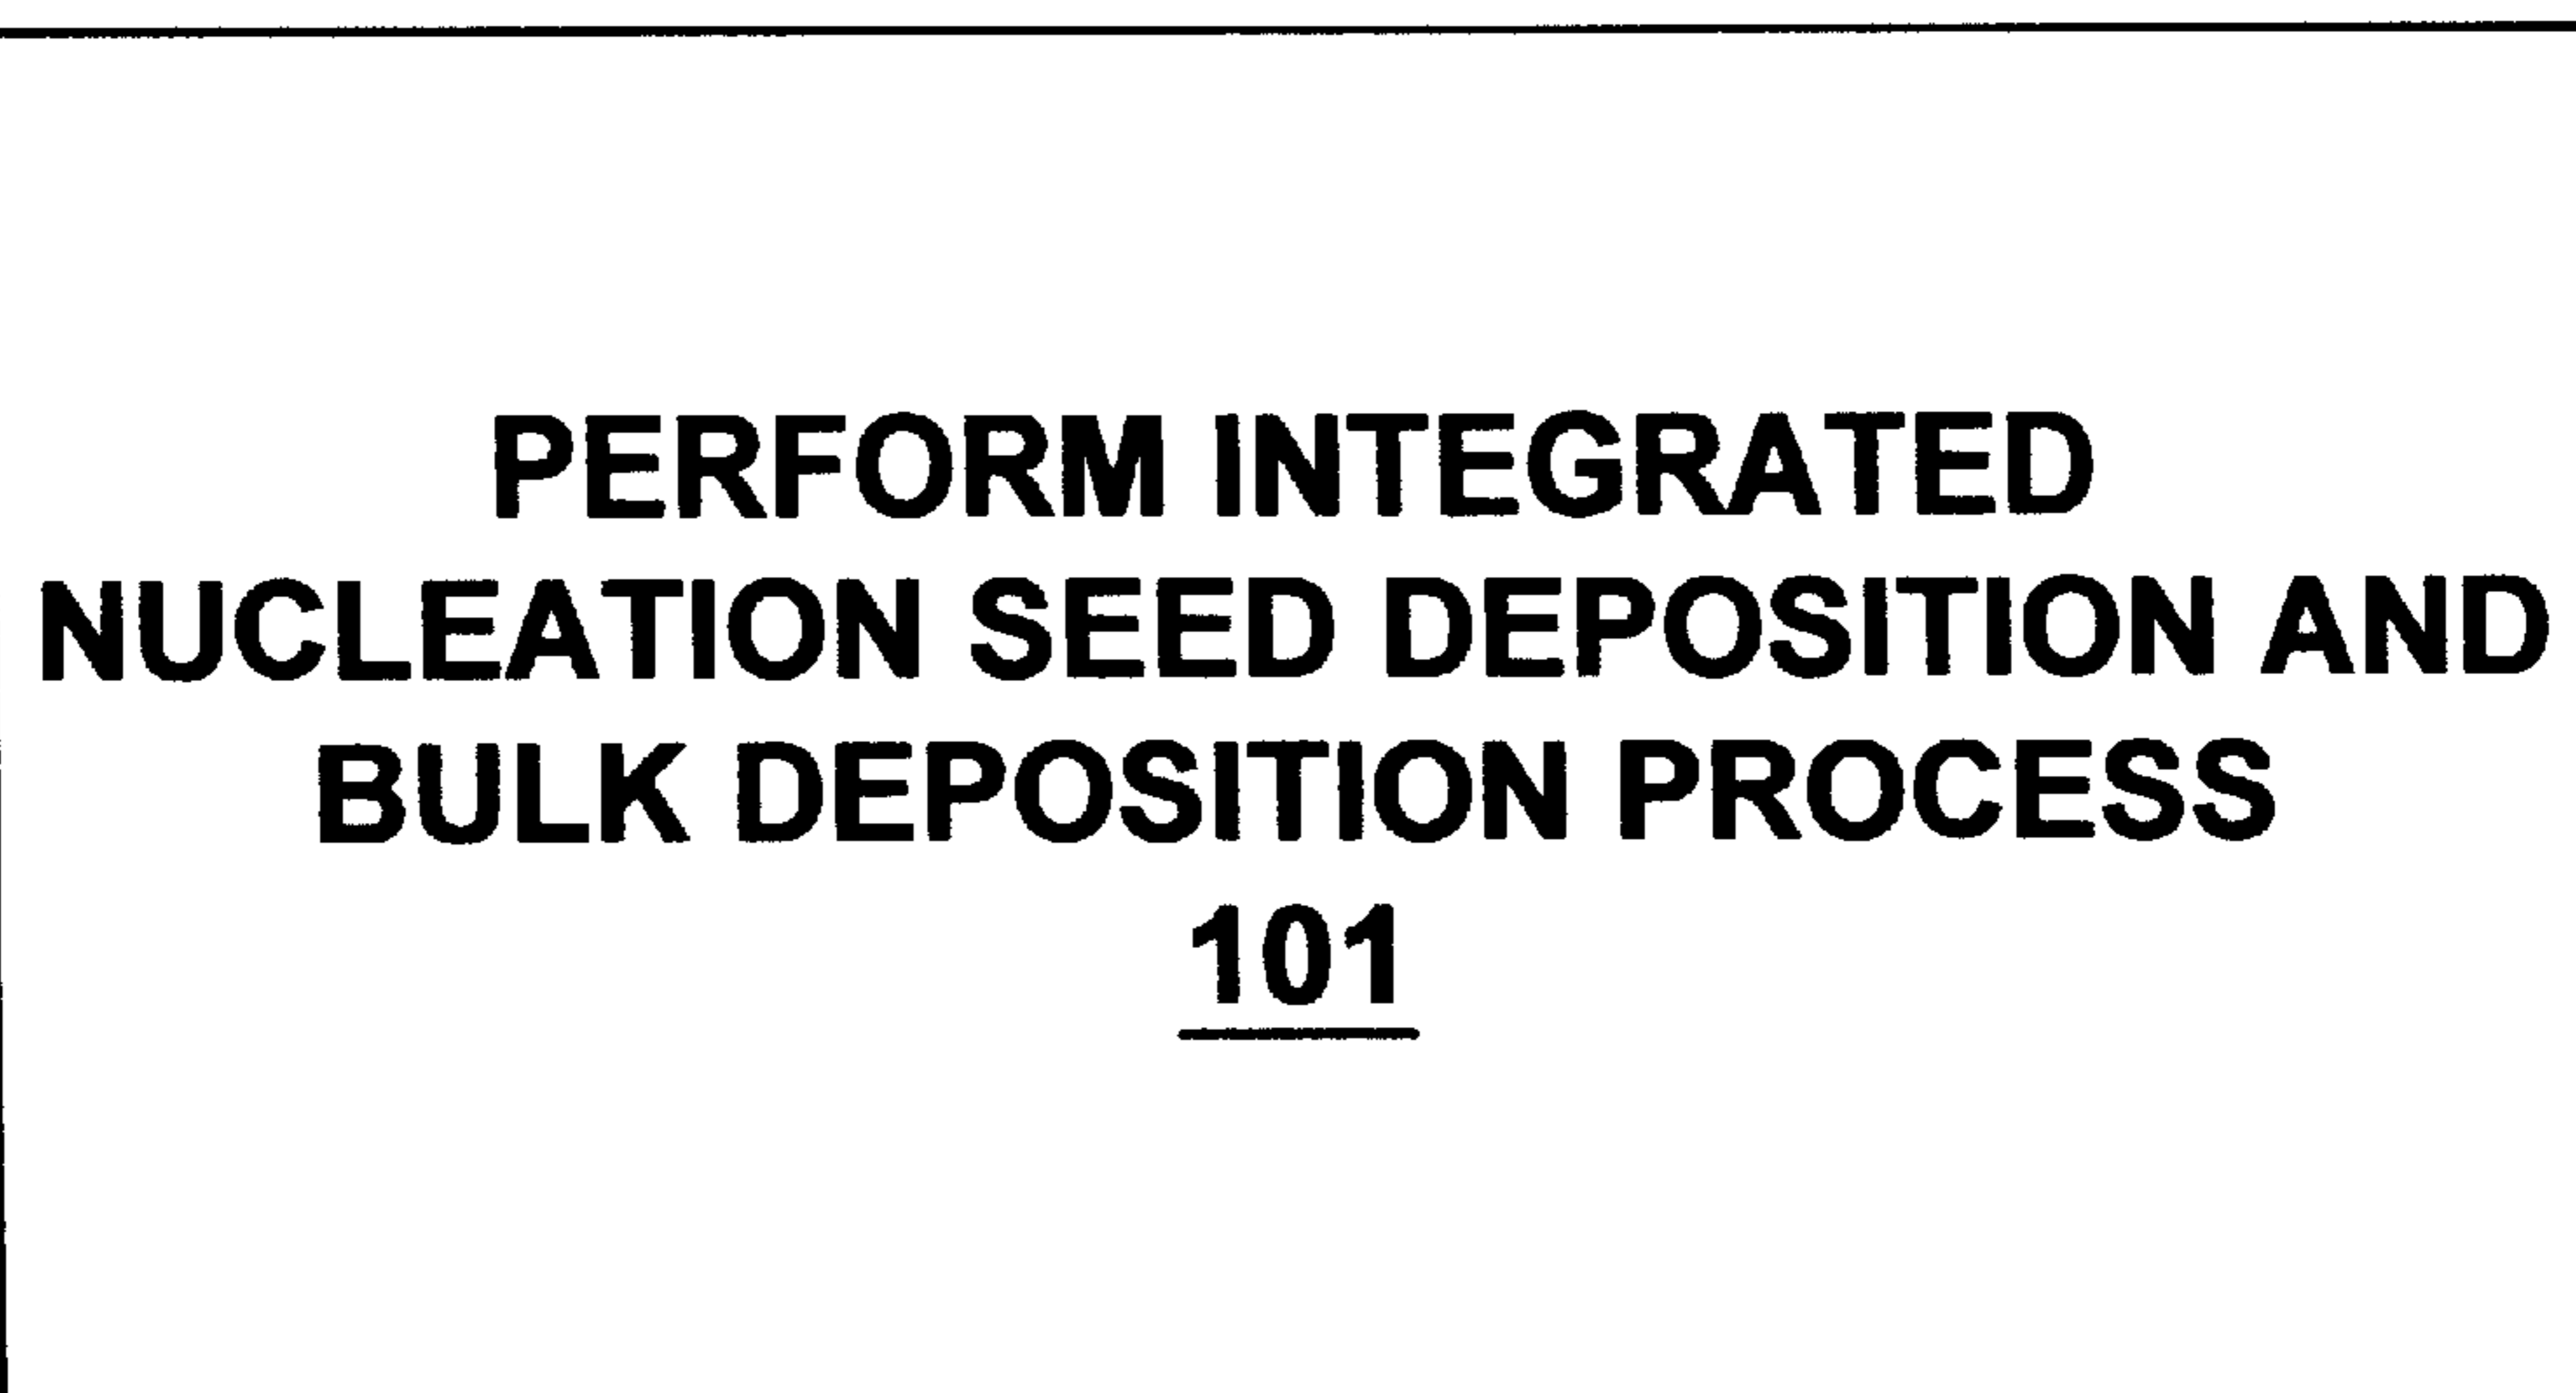 PERFORM INTEGRATED
NUCLEATION SEED DEPOSITION AND
BULK DEPOSITION PROCESS
101